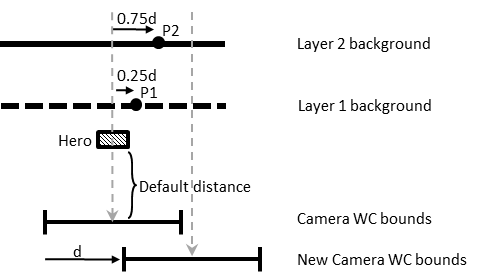 0.75d
P2
Layer 2 background
0.25d
P1
Layer 1 background
Hero
Default distance
Camera WC bounds
d
New Camera WC bounds